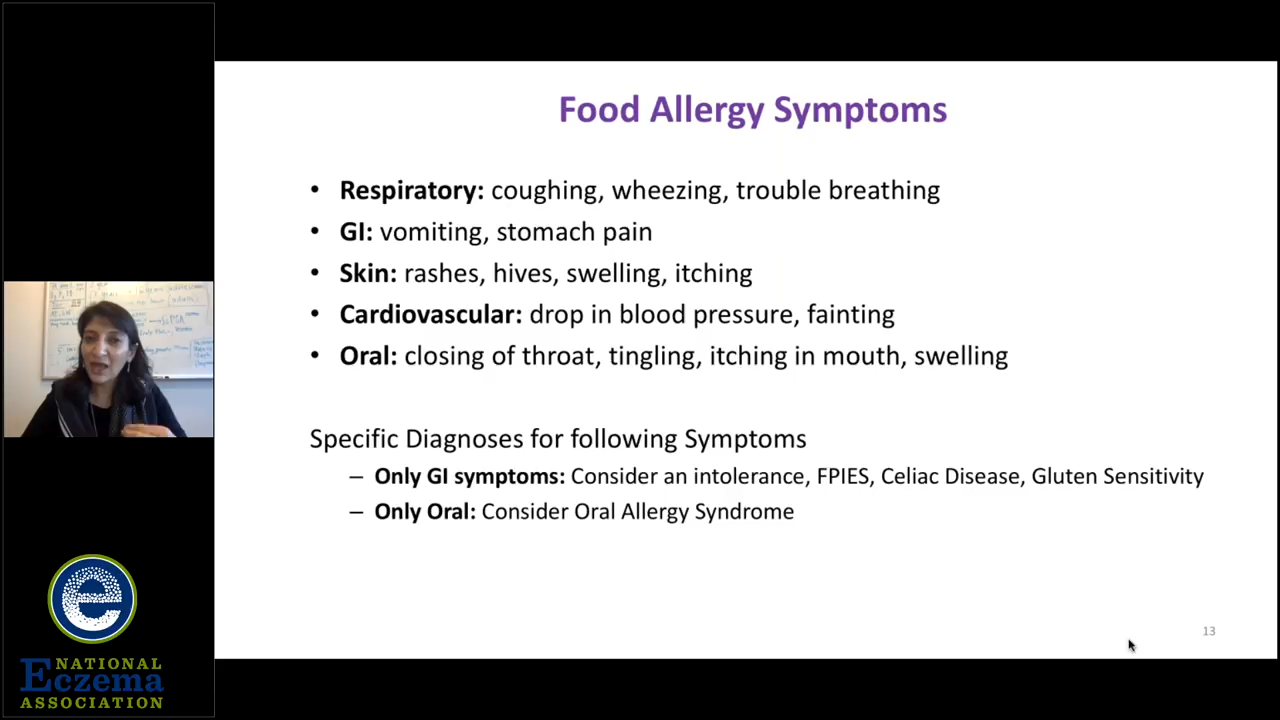 Food Allergy Symptoms
• Respiratory: coughing, wheezing, trouble breathing
• GI: vomiting, stomach pain
• Skin: rashes, hives, swelling, itching
• Cardiovascular: drop in blood pressure, fainting
• Oral: closing of throat, tingling, itching in mouth, swelling
Specific Diagnoses for following Symptoms
– Only GI symptoms: Consider an intolerance, FPIES, Celiac Disease, Gluten Sensitivity
– Only Oral: Consider Oral Allergy Syndrome
13
e
NATIONAL
Eczema
ASSOCIATION